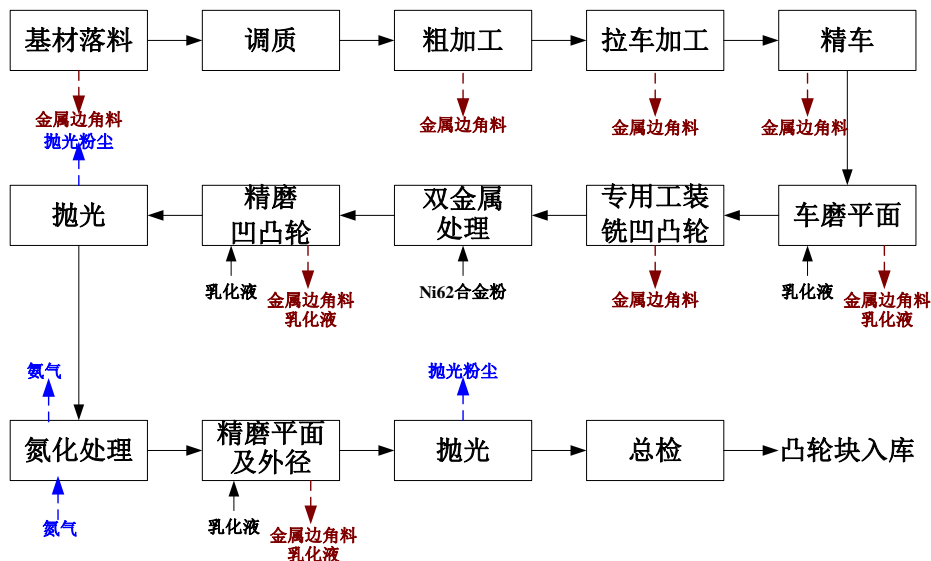 基材落料
调质
粗加工
拉车加工
精车
金属边角料
金属边角料
金属边角料
金属边角料
抛光粉尘
抛光
精磨
凹凸轮
双金属
处理
专用工装
铣凹凸轮
车磨平面
乳化液
金属边角料
乳化液
Ni62合金粉
金属边角料
乳化液
金属边角料
乳化液
氨气
抛光粉尘
氮化处理
精磨平面
及外径
抛光
总检
凸轮块入库
氮气
乳化液
金属边角料
乳化液